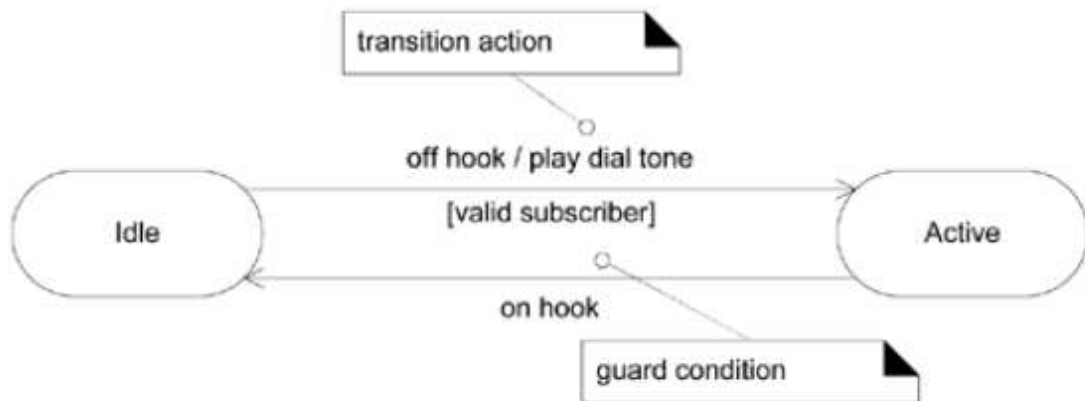 transition action
off hook / play dial tone
[valid subscriber]
Idle
Active
on hook
guard condition